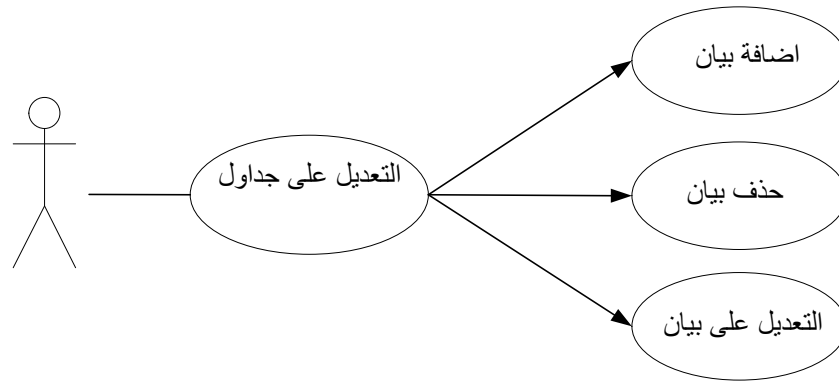 اضافة بيان
التعديل على جداول
حذف بيان
التعديل على بيان